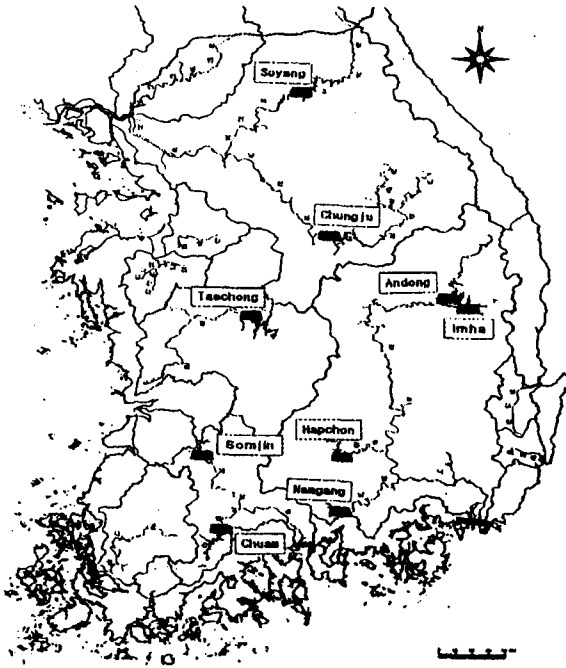 Soyang
Chungju
Andong
Taechong
Imha
Hapchon
Somjin
Namgang
Chuam